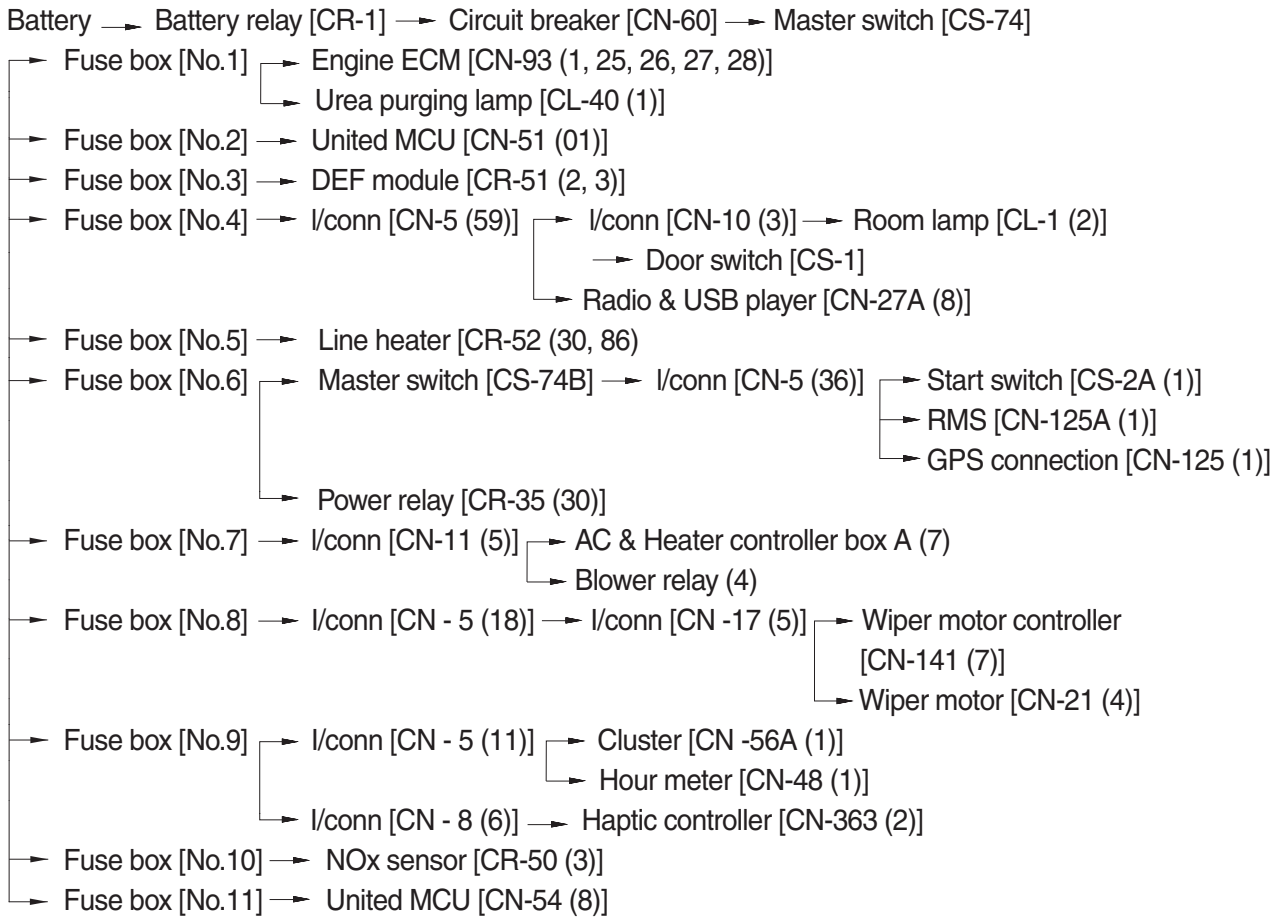 Battery Battery relay [CR-1] Circuit breaker [CN-60] Master switch [CS-74]
Fuse box [No.1] Engine ECM [CN-93 (1, 25, 26, 27, 28)]
Urea purging lamp [CL-40 (1)]
Fuse box [No.2] United MCU [CN-51 (01)]
Fuse box [No.3] DEF module [CR-51 (2, 3)]
Fuse box [No.4] I/conn [CN-5 (59)] I/conn [CN-10 (3)] Room lamp [CL-1 (2)]
Door switch [CS-1]
Radio & USB player [CN-27A (8)]
Fuse box [No.5] Line heater [CR-52 (30, 86)
Fuse box [No.6] Master switch [CS-74B] I/conn [CN-5 (36)] Start switch [CS-2A (1)]
RMS [CN-125A (1)]
GPS connection [CN-125 (1)]
Power relay [CR-35 (30)]
Fuse box [No.7] I/conn [CN-11 (5)] AC & Heater controller box A (7)
Blower relay (4)
Fuse box [No.8] I/conn [CN - 5 (18)] I/conn [CN -17 (5)] Wiper motor controller
[CN-141 (7)]
Wiper motor [CN-21 (4)]
Fuse box [No.9] I/conn [CN - 5 (11)] Cluster [CN -56A (1)]
Hour meter [CN-48 (1)]
I/conn [CN - 8 (6)] Haptic controller [CN-363 (2)]
Fuse box [No.10] NOx sensor [CR-50 (3)]
Fuse box [No.11] United MCU [CN-54 (8)]